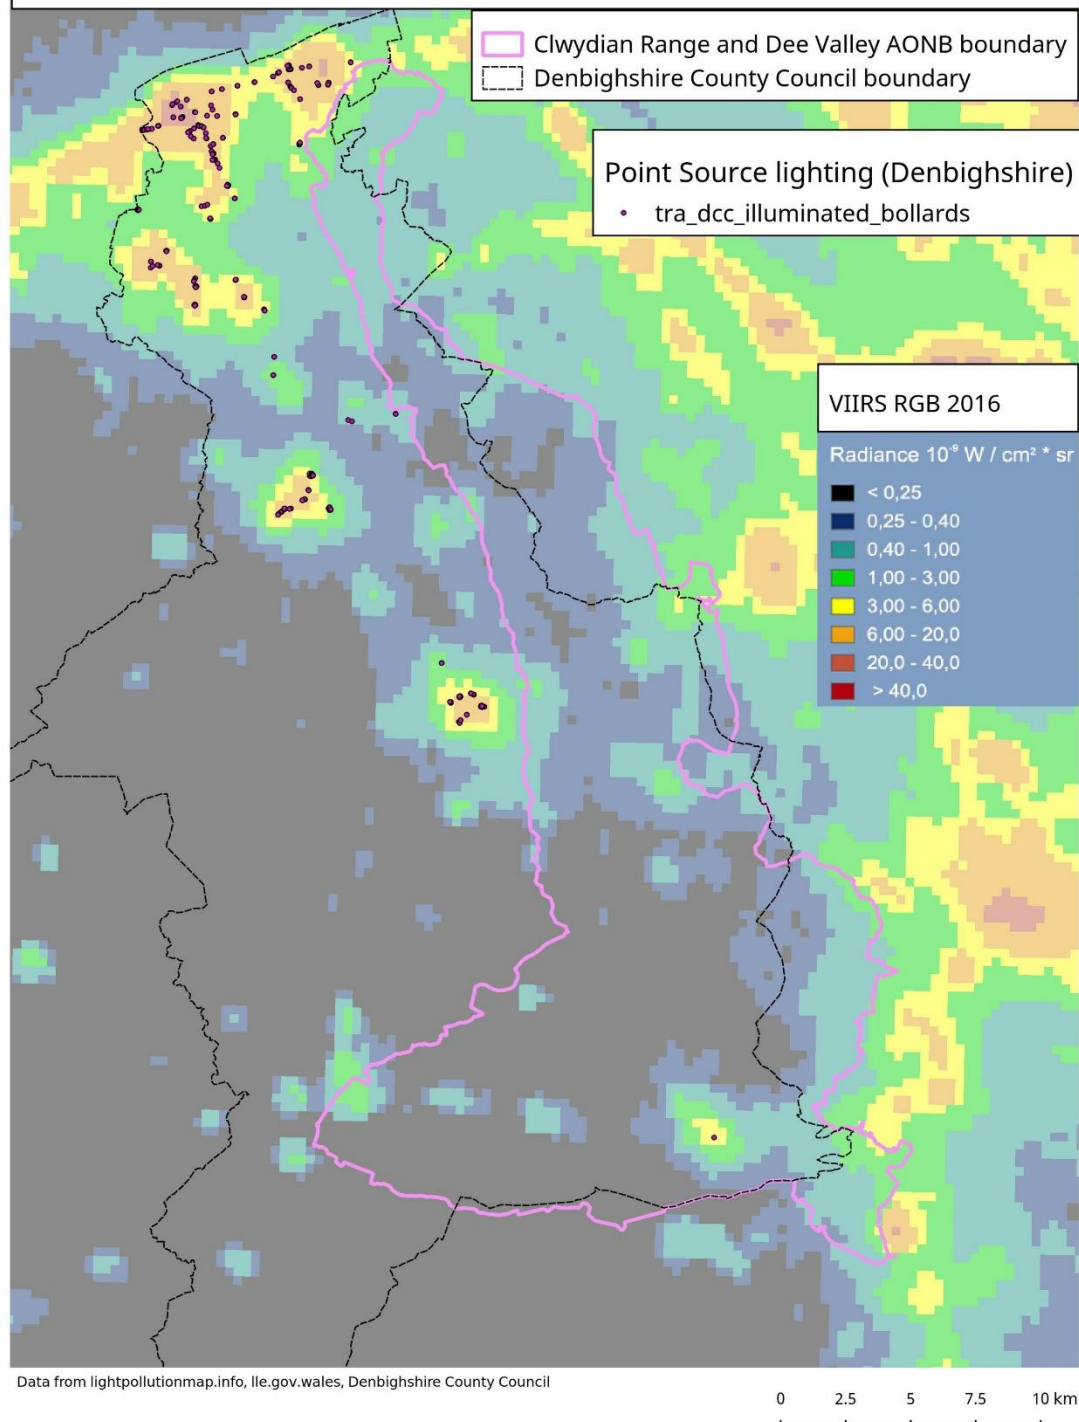 Clwydian Range and Dee Valley AONB boundary
Denbighshire County Council boundary
Point Source lighting (Denbighshire)
tra_dcc_illuminated_bollards
VIIRS RGB 2016
Radiance 10⁻⁹ W / cm² * sr
< 0,25
0,25 - 0,40
0,40 - 1,00
1,00 - 3,00
3,00 - 6,00
6,00 - 20,0
20,0 - 40,0
> 40,0
Data from lightpollutionmap.info, lle.gov.wales, Denbighshire County Council
0 2.5 5 7.5 10 km